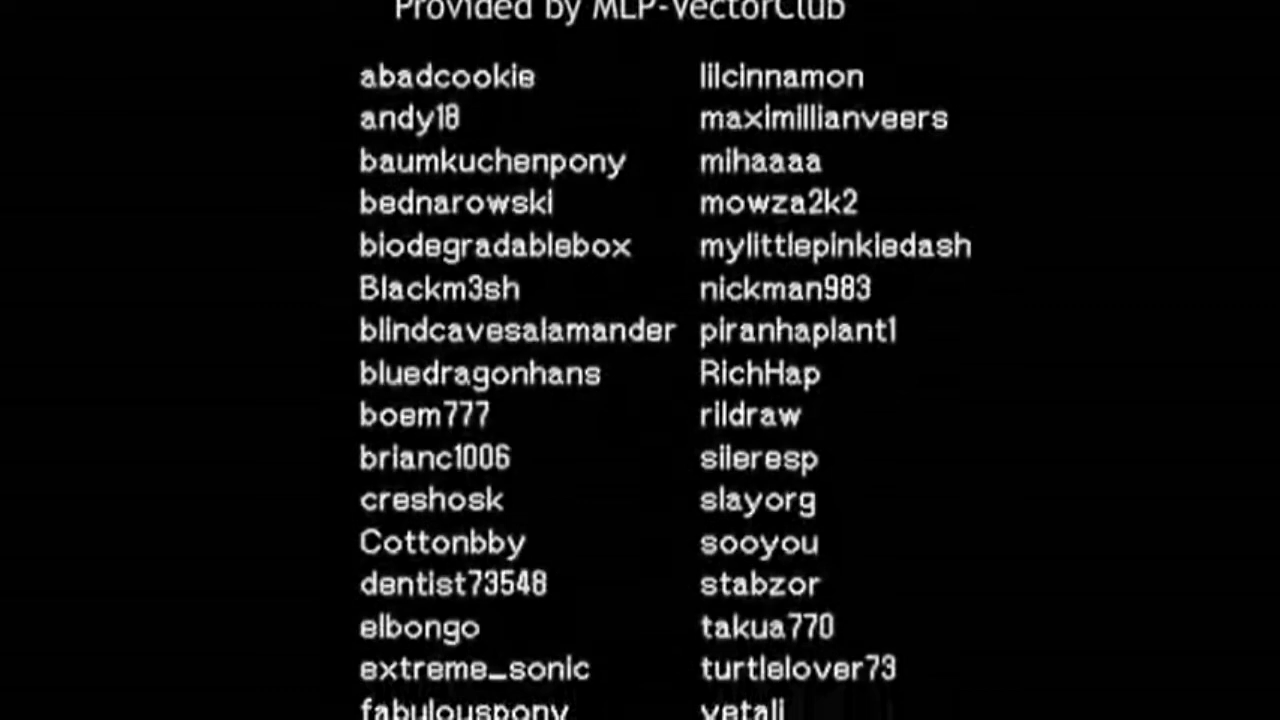 Provided by MLP-VectorClub
abadcookie lilcinnamon
andy18 maximillianveers
baumkuchenpony mihaaaa
bednarowski mowza2k2
biodegradablebox mylittlepinkiedash
Blackm3sh nickman983
blindcavesalamander piranhaplant1
bluedragonhans RichHap
boem777 rildraw
brianc1006 sileresp
creshosk slayorg
Cottonbby sooyou
dentist73548 stabzor
elbongo takua770
extreme_sonic turtlelover73
fabulouspony